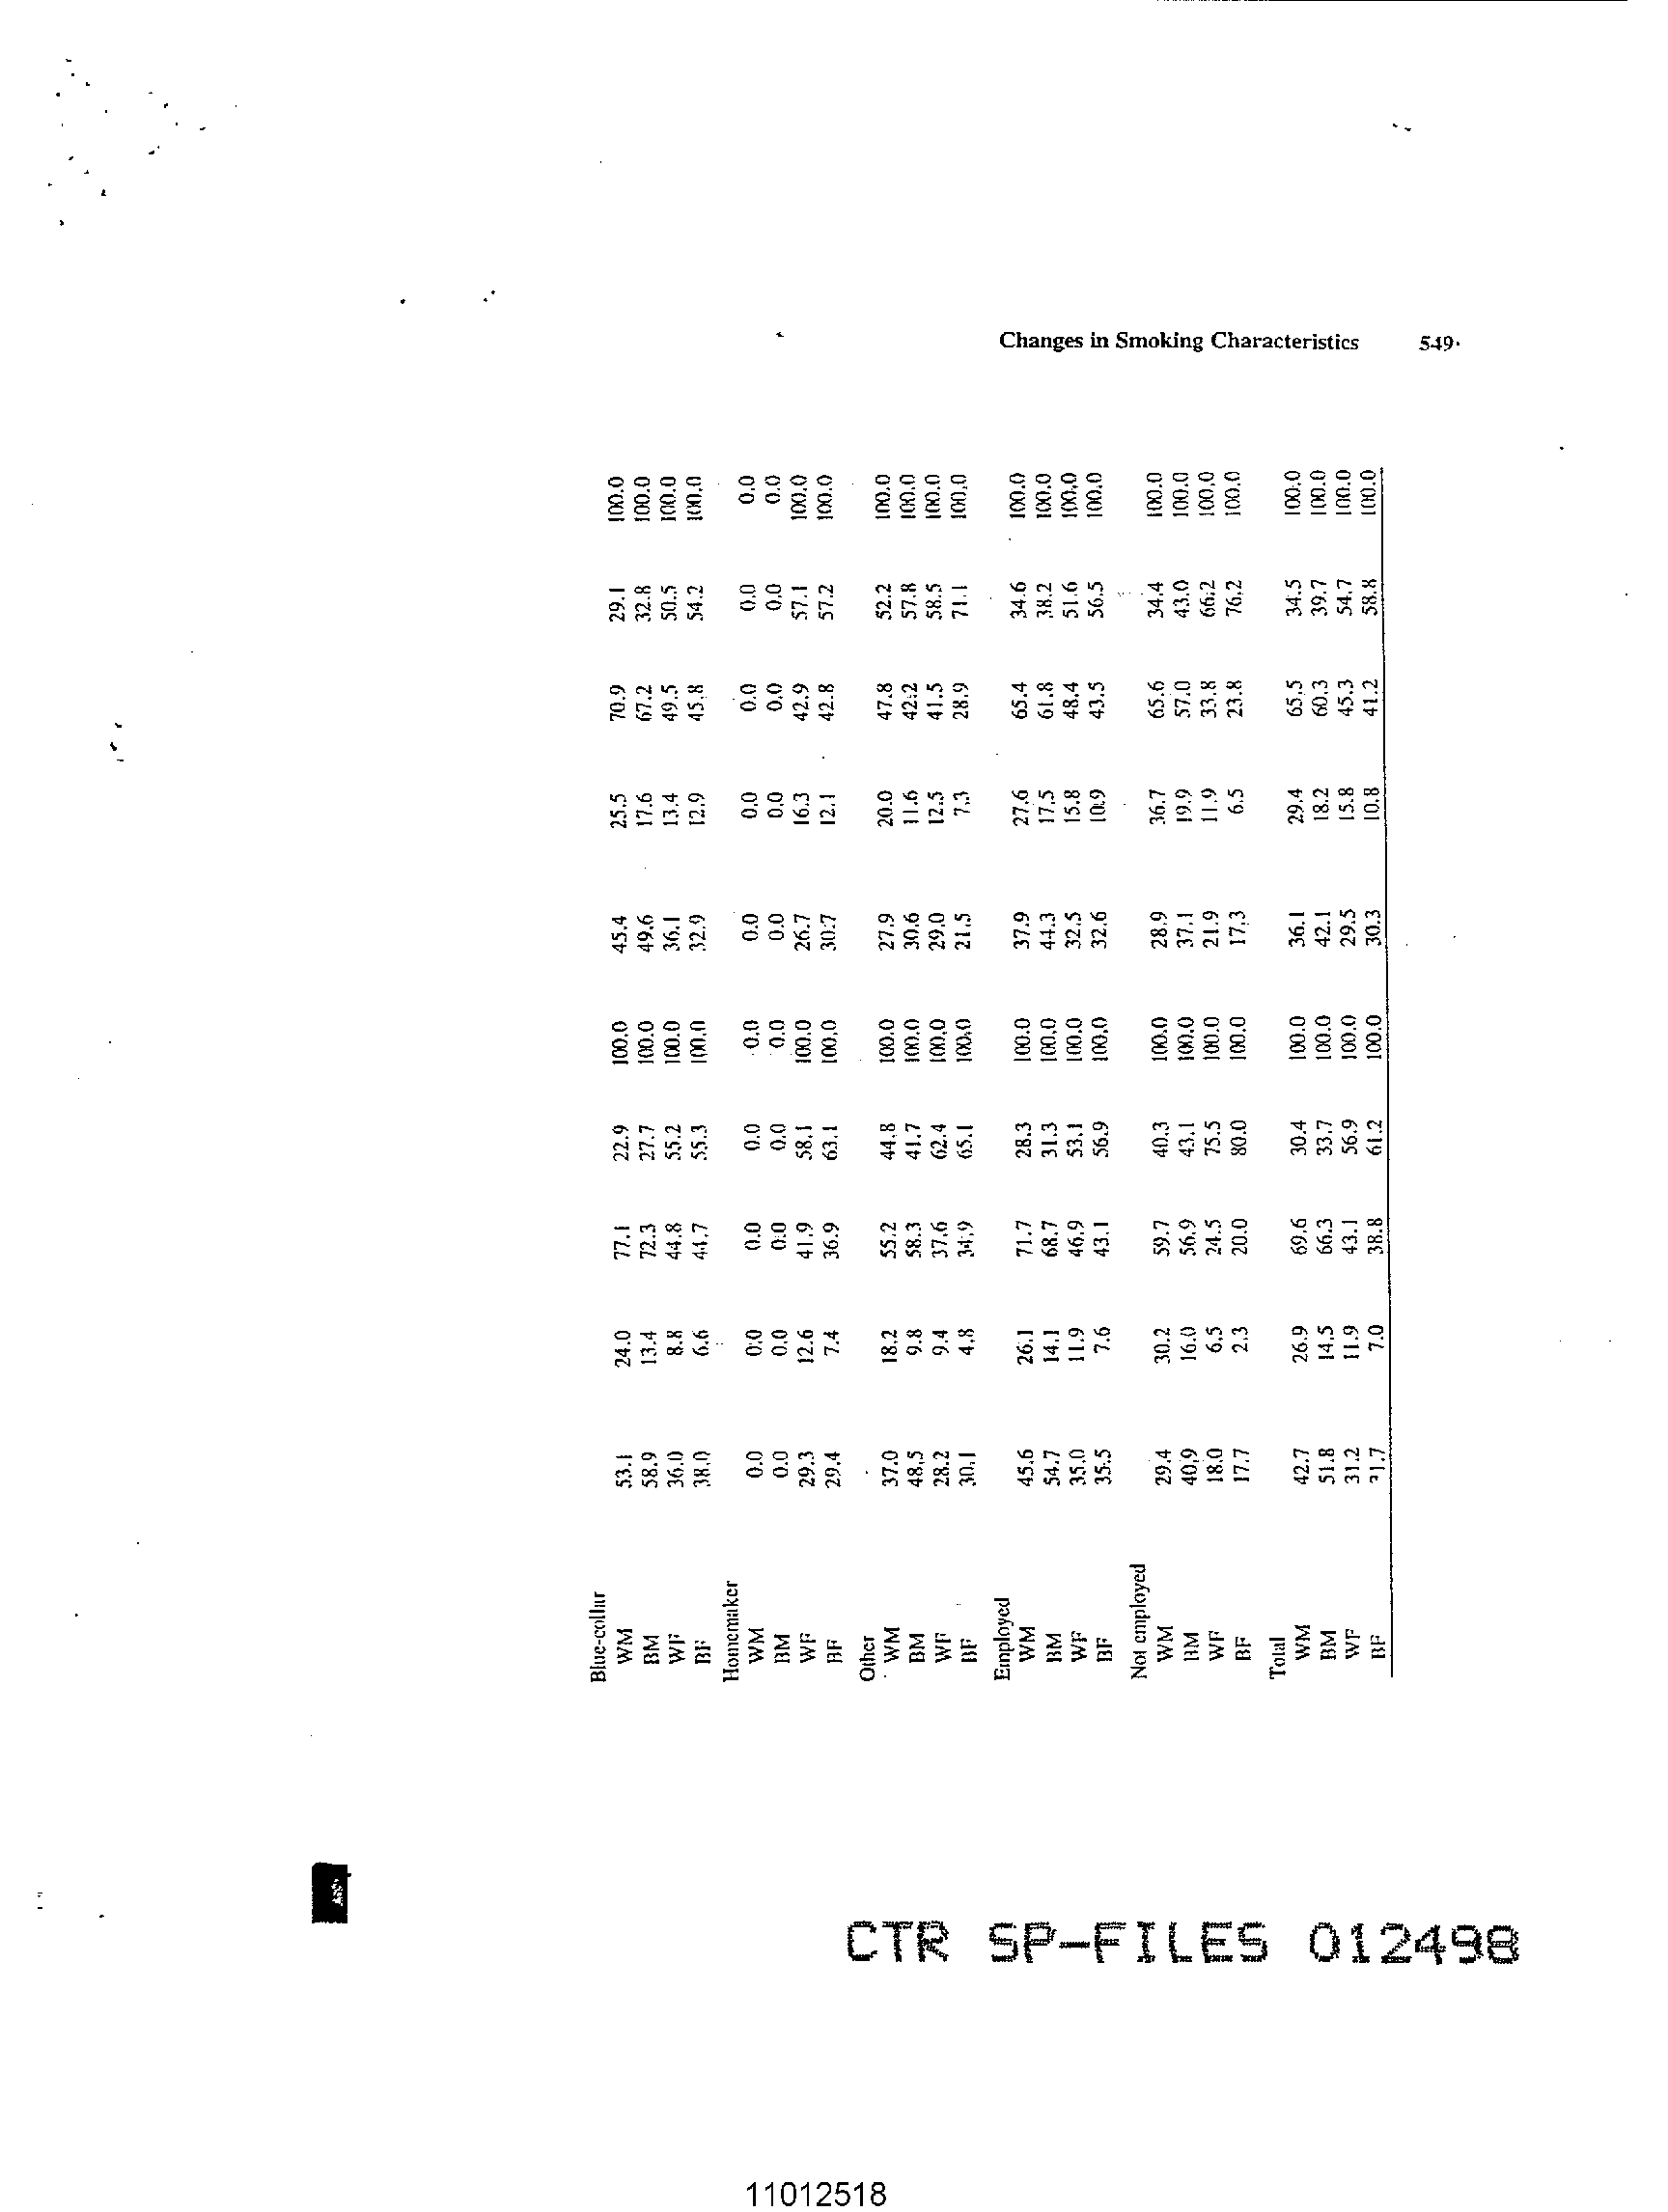 Changes in Smoking Characteristics 549
Blue-collar
WM 53.1 24.0 77.1 22.9 100.0 45.4 25.5 70.9 29.1 100.0
BM 58.9 13.4 72.3 27.7 100.0 49.6 17.6 67.2 32.8 100.0
WF 36.0 8.8 44.8 55.2 100.0 36.1 13.4 49.5 50.5 100.0
BF 38.0 6.6 44.7 55.3 100.0 32.9 12.9 45.8 54.2 100.0
Homemaker
WM 0.0 0.0 0.0 0.0 0.0 0.0 0.0 0.0 0.0 0.0
BM 0.0 0.0 0.0 0.0 0.0 0.0 0.0 0.0 0.0 0.0
WF 29.3 12.6 41.9 58.1 100.0 26.7 16.3 42.9 57.1 100.0
BF 29.4 7.4 36.9 63.1 100.0 30.7 12.1 42.8 57.2 100.0
Other
WM 37.0 18.2 55.2 44.8 100.0 27.9 20.0 47.8 52.2 100.0
BM 48.5 9.8 58.3 41.7 100.0 30.6 11.6 42.2 57.8 100.0
WF 28.2 9.4 37.6 62.4 100.0 29.0 12.5 41.5 58.5 100.0
BF 30.1 4.8 34.9 65.1 100.0 21.5 7.3 28.9 71.1 100.0
Employed
WM 45.6 26.1 71.7 28.3 100.0 37.9 27.6 65.4 34.6 100.0
BM 54.7 14.1 68.7 31.3 100.0 44.3 17.5 61.8 38.2 100.0
WF 35.0 11.9 46.9 53.1 100.0 32.5 15.8 48.4 51.6 100.0
BF 35.5 7.6 43.1 56.9 100.0 32.6 10.9 43.5 56.5 100.0
Not employed
WM 29.4 30.2 59.7 40.3 100.0 28.9 36.7 65.6 34.4 100.0
BM 40.9 16.0 56.9 43.1 100.0 37.1 19.9 57.0 43.0 100.0
WF 18.0 6.5 24.5 75.5 100.0 21.9 11.9 33.8 66.2 100.0
BF 17.7 2.3 20.0 80.0 100.0 17.3 6.5 23.8 76.2 100.0
Total
WM 42.7 26.9 69.6 30.4 100.0 36.1 29.4 65.5 34.5 100.0
BM 51.8 14.5 66.3 33.7 100.0 42.1 18.2 60.3 39.7 100.0
WF 31.2 11.9 43.1 56.9 100.0 29.5 15.8 45.3 54.7 100.0
BF 31.7 7.0 38.8 61.2 100.0 30.3 10.8 41.2 58.8 100.0
CTR SP-FILES 012498
11012518